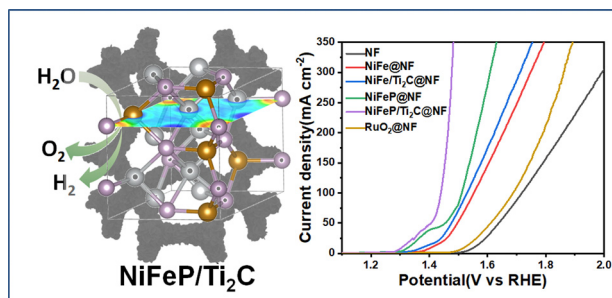 H₂O
O₂
H₂
NiFeP/Ti₂C
Current density(mA cm⁻²)
350
300
250
200
150
100
50
0
NF
NiFe@NF
NiFe/Ti₂C@NF
NiFeP@NF
NiFeP/Ti₂C@NF
RuO₂@NF
1.2
1.4
1.6
1.8
2.0
Potential(V vs RHE)